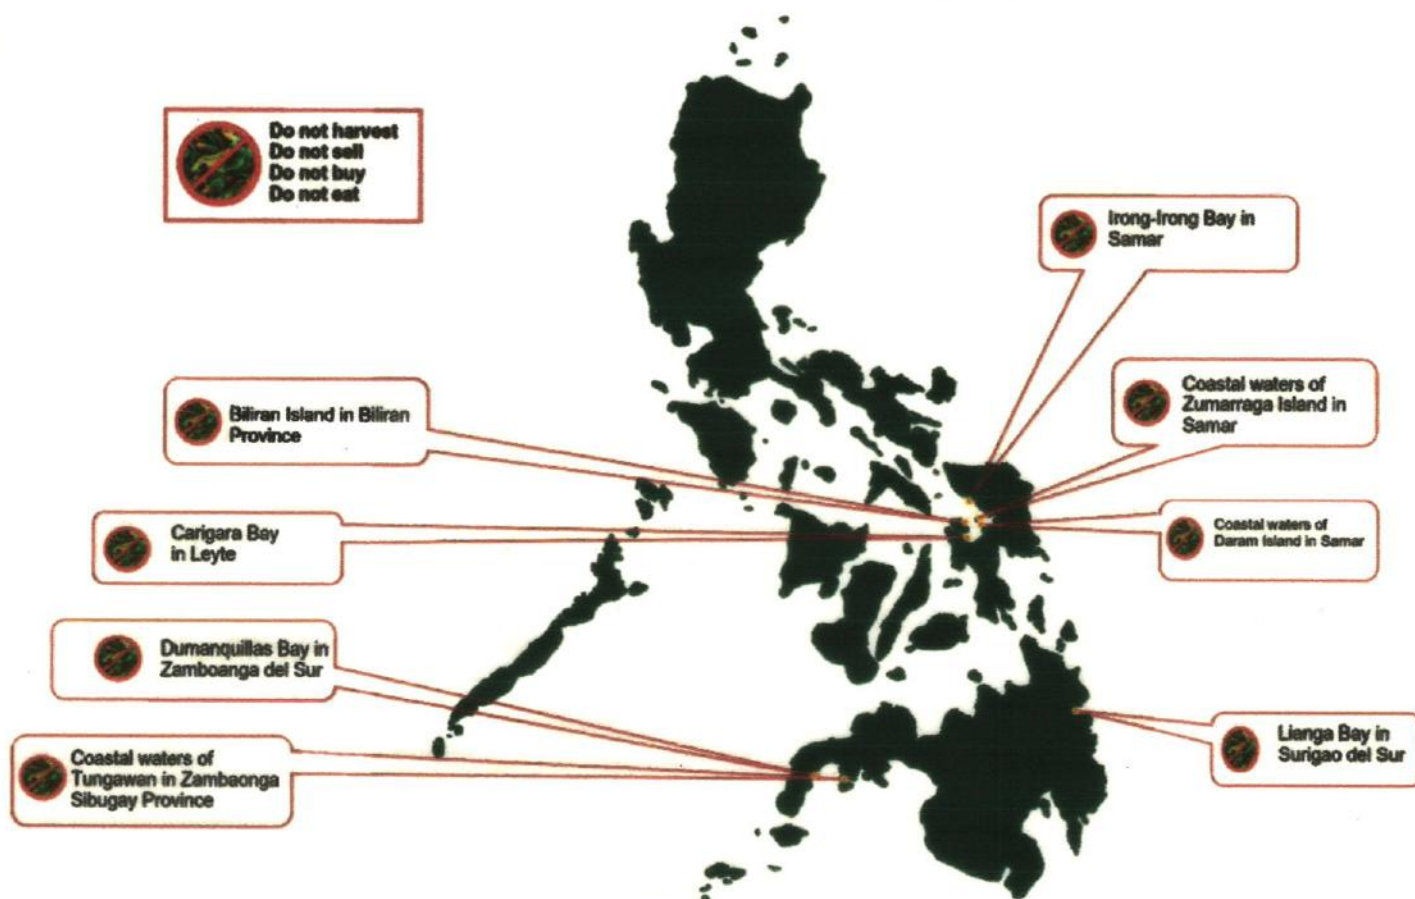 Do not harvest
Do not sell
Do not buy
Do not eat
Irong-Irong Bay in
Samar
Biliran Island in Biliran
Province
Coastal waters of
Zumarraga Island in
Samar
Carigara Bay
in Leyte
Coastal waters of
Daram Island in Samar
Dumanquillas Bay in
Zamboanga del Sur
Coastal waters of
Tungawan in Zambaonga
Sibugay Province
Lianga Bay in
Surigao del Sur